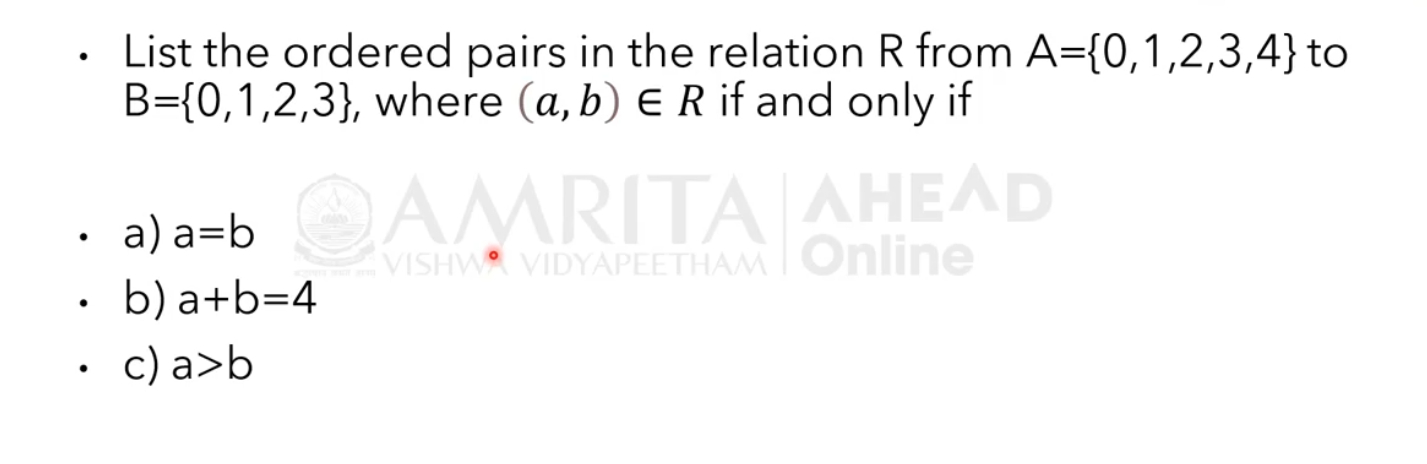 • List the ordered pairs in the relation R from A={0,1,2,3,4} to
B={0,1,2,3}, where (a, b) ∈ R if and only if
AMRITA AHEAD
• a) a=b
VISHWA VIDYAPEETHAM Online
• b) a+b=4
• c) a>b